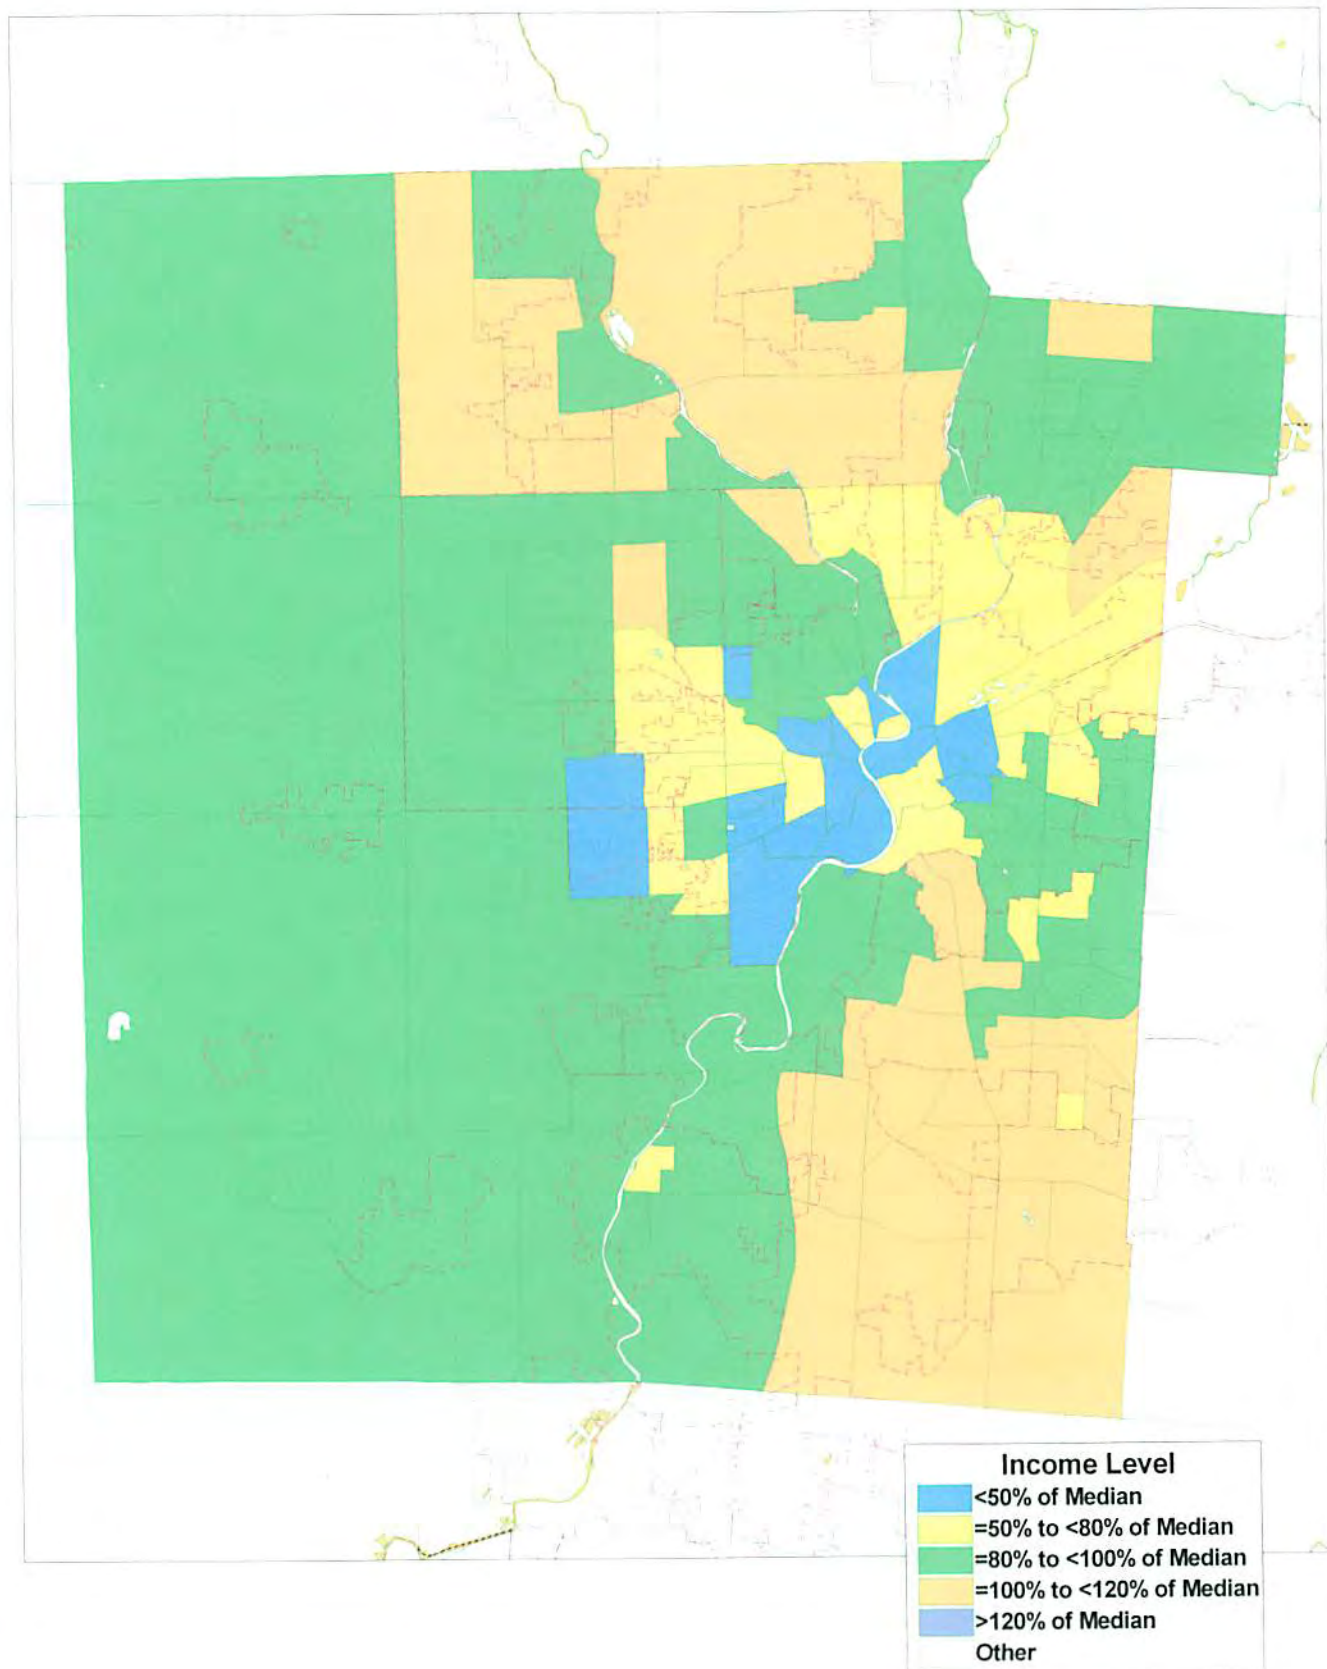 Income Level
<50% of Median
=50% to <80% of Median
=80% to <100% of Median
=100% to <120% of Median
>120% of Median
Other